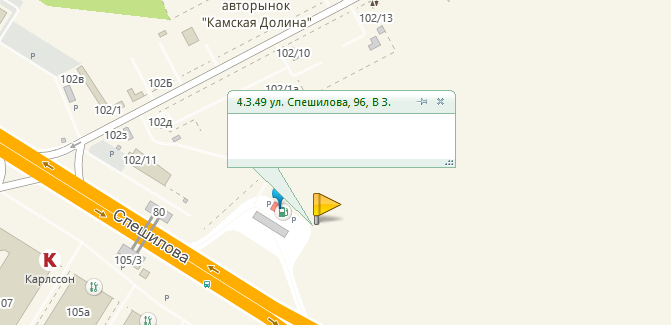 авторынок
"Камская Долина"
102/13
102/10
P
102в
102Б
102/1а
4.3.49 ул. Спешилова, 96, В 3.
102/1
102д
102з
102/11
P
P
80
Спешилова
105/3
К
Карлссон
P
07
105а